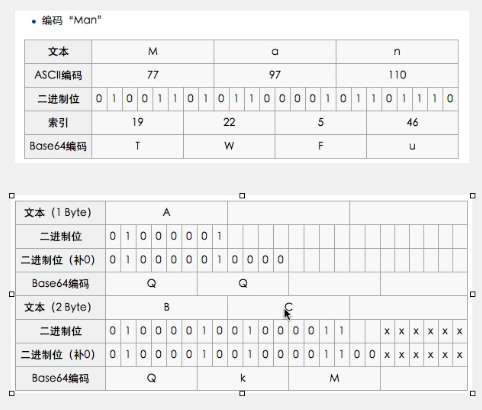 • 编码 “Man”
文本 M a n
ASCII编码 77 97 110
二进制位 0 1 0 0 1 1 0 1 0 1 1 0 0 0 0 1 0 1 1 0 1 1 1 0
索引 19 22 5 46
Base64编码 T W F u
文本（1 Byte） A
二进制位 0 1 0 0 0 0 0 1
二进制位（补0） 0 1 0 0 0 0 0 1 0 0 0 0
Base64编码 Q Q
文本（2 Byte） B C
二进制位 0 1 0 0 0 0 1 0 0 1 0 0 0 0 1 1 x x x x x x
二进制位（补0） 0 1 0 0 0 0 1 0 0 1 0 0 0 0 1 1 0 0 x x x x x x
Base64编码 Q k M